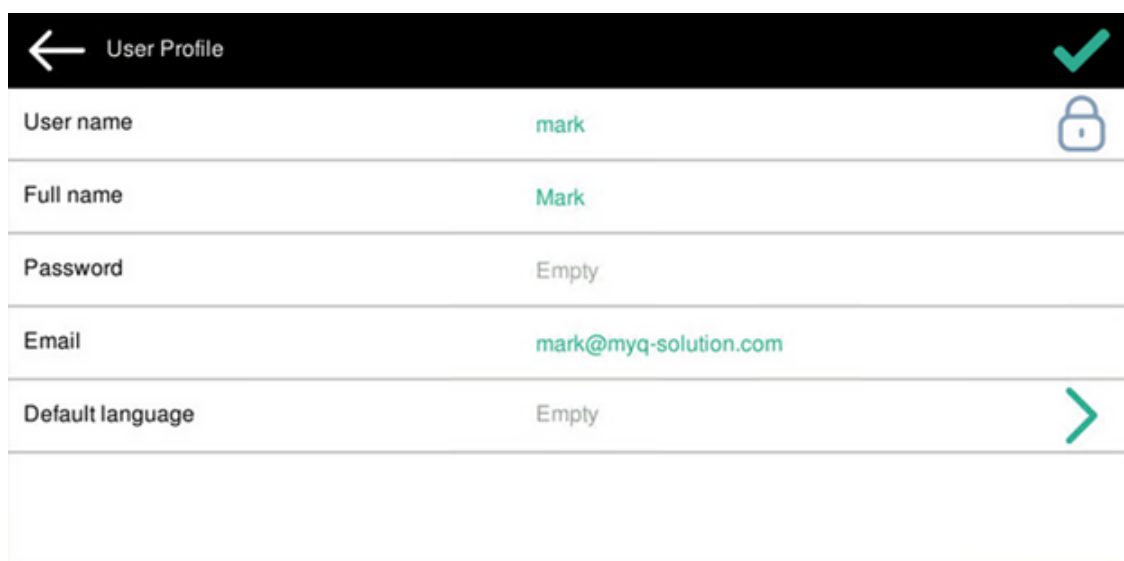 User Profile
User name mark
Full name Mark
Password Empty
Email mark@myq-solution.com
Default language Empty